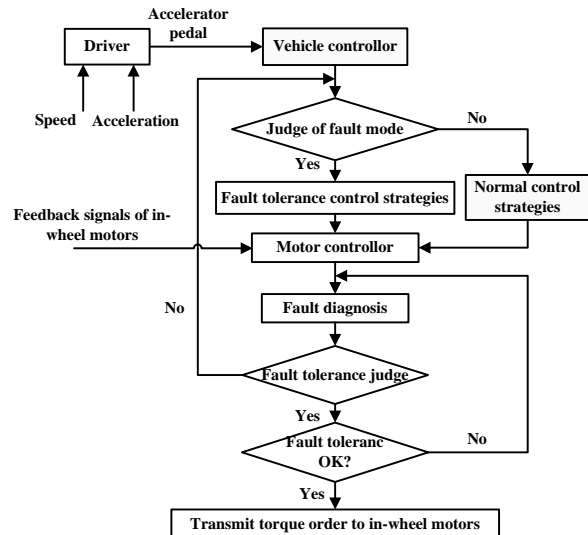 Accelerator
pedal
Driver
Vehicle controllor
Speed
Acceleration
Judge of fault mode
No
Yes
Fault tolerance control strategies
Normal control
strategies
Feedback signals of in-
wheel motors
Motor controllor
Fault diagnosis
No
Fault tolerance judge
Yes
Fault toleranc
OK?
No
Yes
Transmit torque order to in-wheel motors